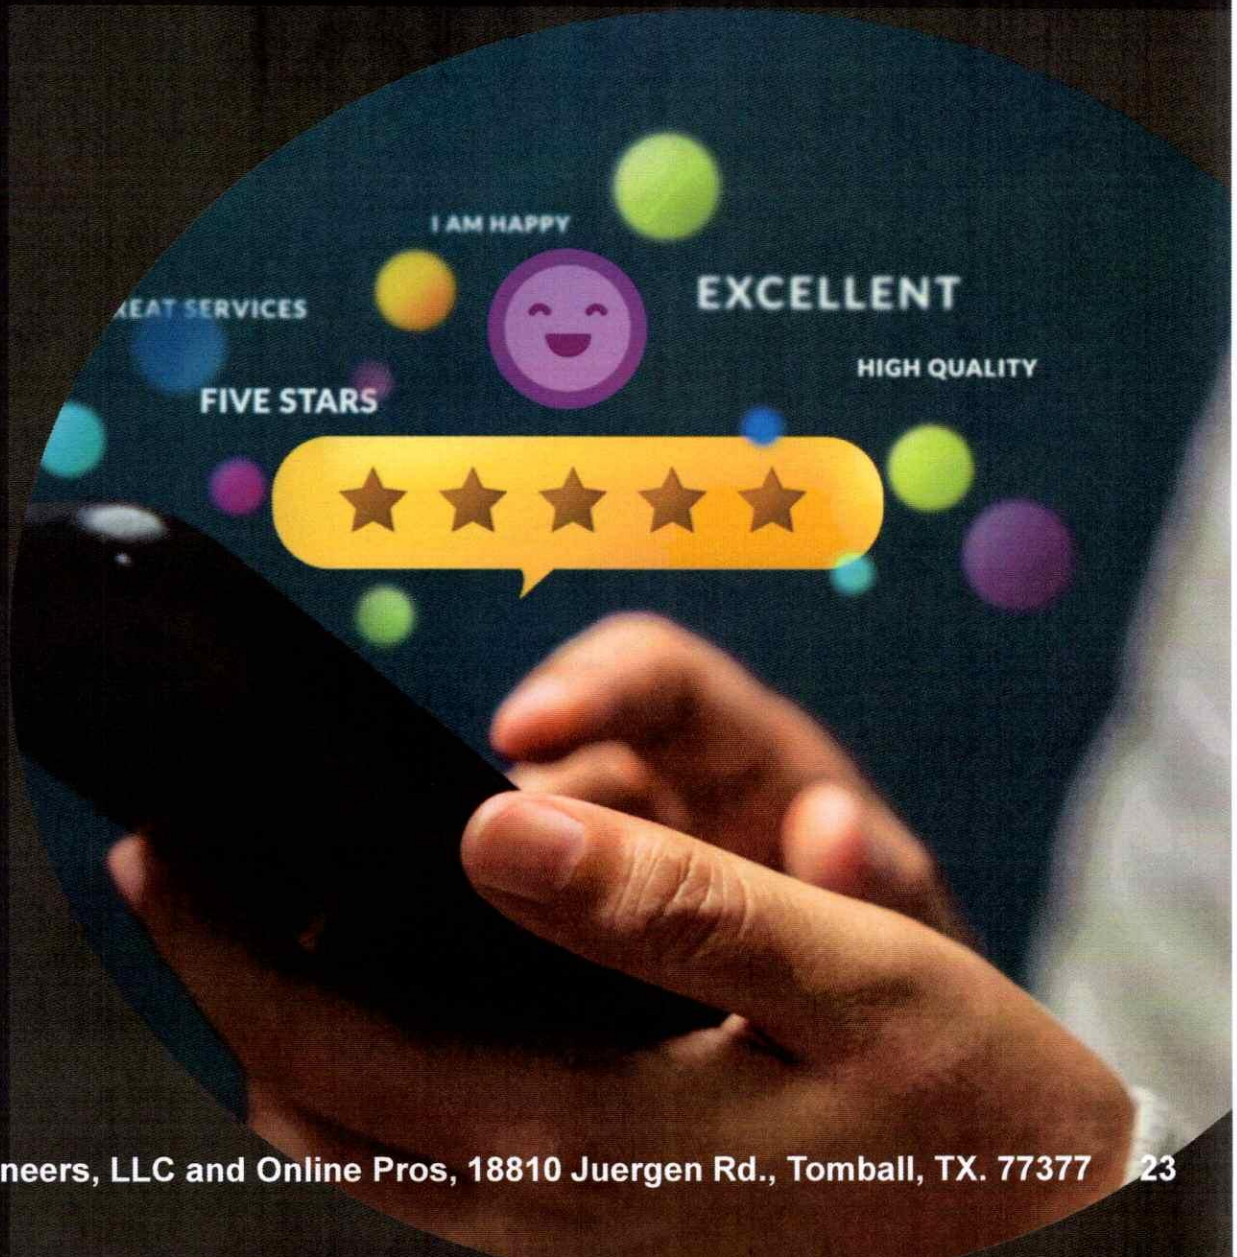 I AM HAPPY
EXCELLENT
REAT SERVICES
HIGH QUALITY
FIVE STARS
neers, LLC and Online Pros, 18810 Juergen Rd., Tomball, TX. 77377 23